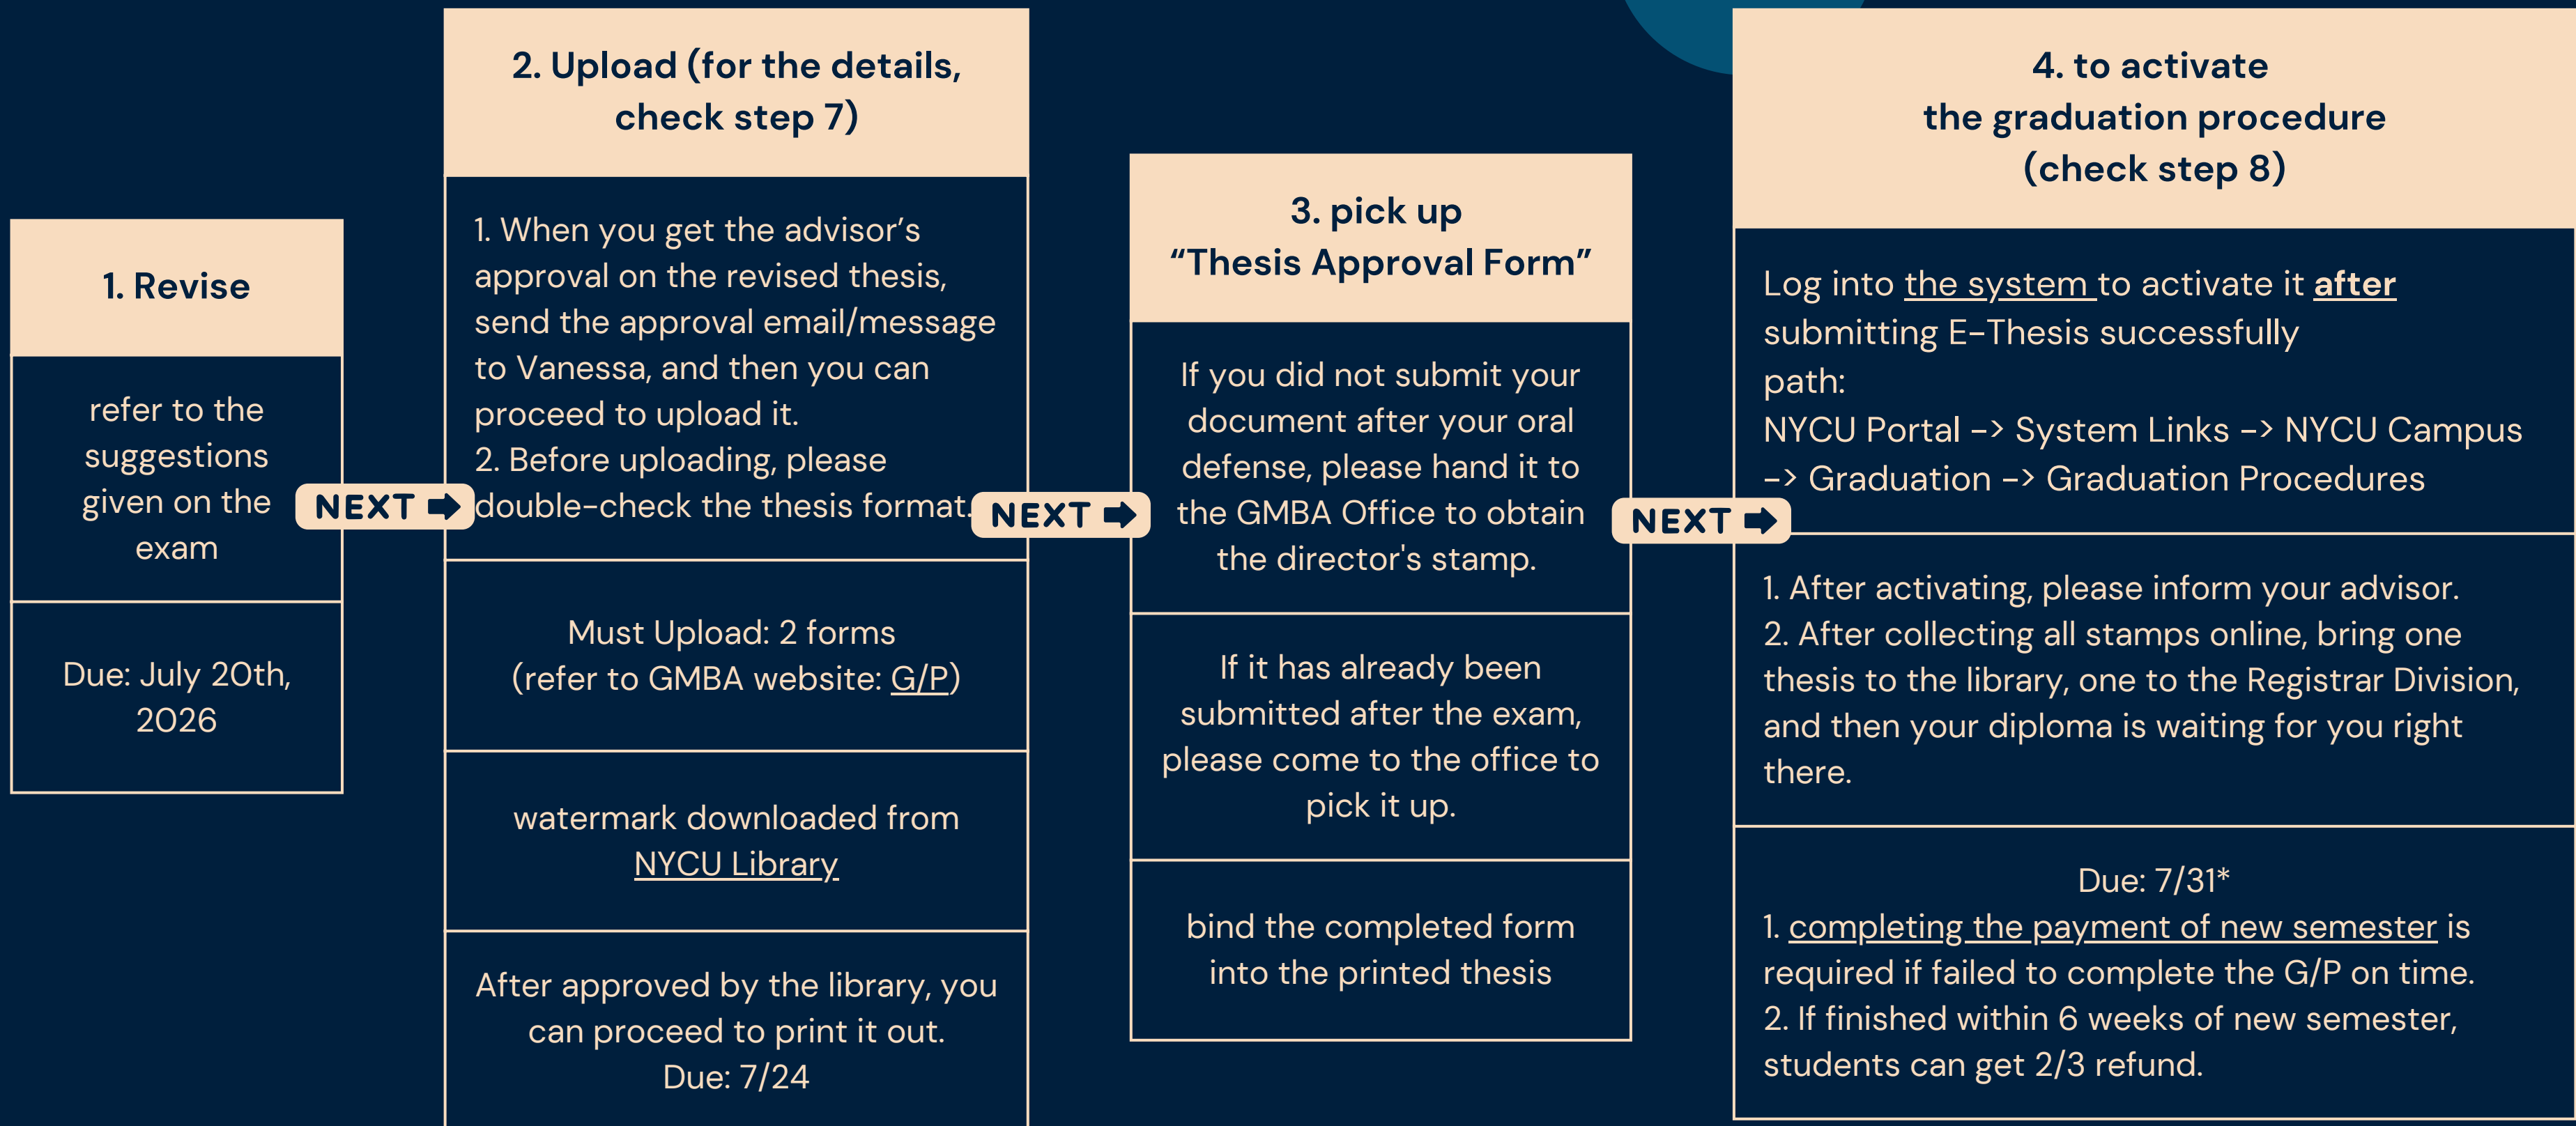 1. Revise
refer to the
suggestions
given on the
exam
Due: July 20th,
2026
NEXT
2. Upload (for the details,
check step 7)
1. When you get the advisor’s
approval on the revised thesis,
send the approval email/message
to Vanessa, and then you can
proceed to upload it.
2. Before uploading, please
double-check the thesis format.
Must Upload: 2 forms
(refer to GMBA website: G/P)
watermark downloaded from
NYCU Library
After approved by the library, you
can proceed to print it out.
Due: 7/24
NEXT
3. pick up
“Thesis Approval Form”
If you did not submit your
document after your oral
defense, please hand it to
the GMBA Office to obtain
the director's stamp.
If it has already been
submitted after the exam,
please come to the office to
pick it up.
bind the completed form
into the printed thesis
NEXT
4. to activate
the graduation procedure
(check step 8)
Log into the system to activate it after
submitting E-Thesis successfully
path:
NYCU Portal -> System Links -> NYCU Campus
-> Graduation -> Graduation Procedures
1. After activating, please inform your advisor.
2. After collecting all stamps online, bring one
thesis to the library, one to the Registrar Division,
and then your diploma is waiting for you right
there.
Due: 7/31*
1. completing the payment of new semester is
required if failed to complete the G/P on time.
2. If finished within 6 weeks of new semester,
students can get 2/3 refund.